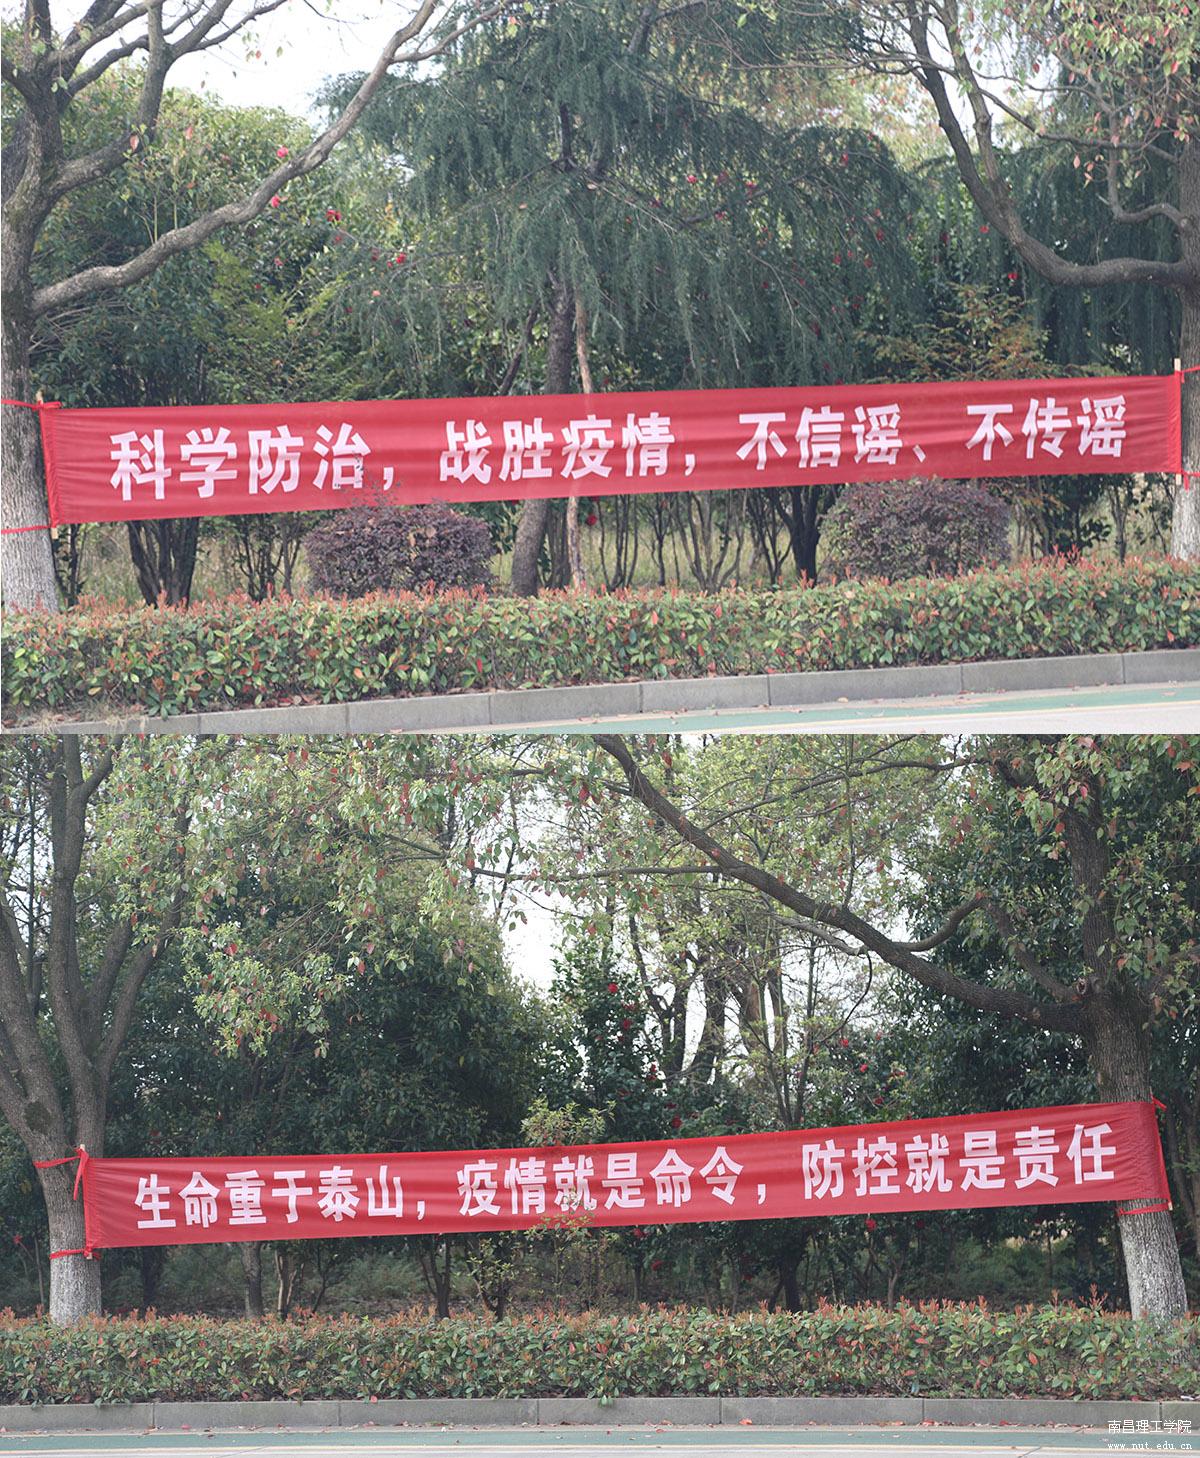 科学防治，战胜疫情，不信谣、不传谣
生命重于泰山，疫情就是命令，防控就是责任
南昌理工学院
www.nut.edu.cn